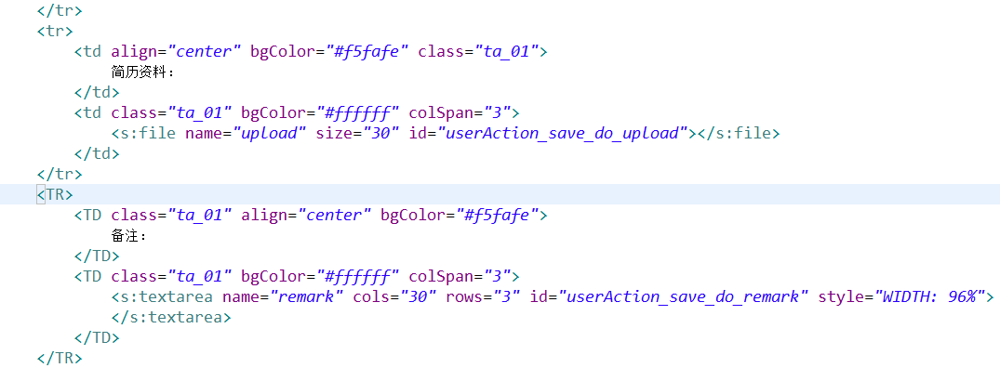 </tr>
<tr>
<td align="center" bgColor="#f5fafe" class="ta_01">
简历资料：
</td>
<td class="ta_01" bgColor="#ffffff" colSpan="3">
<s:file name="upload" size="30" id="userAction_save_do_upload"></s:file>
</td>
</tr>
<TR>
<TD class="ta_01" align="center" bgColor="#f5fafe">
备注：
</TD>
<TD class="ta_01" bgColor="#ffffff" colSpan="3">
<s:textarea name="remark" cols="30" rows="3" id="userAction_save_do_remark" style="WIDTH: 96%">
</s:textarea>
</TD>
</TR>